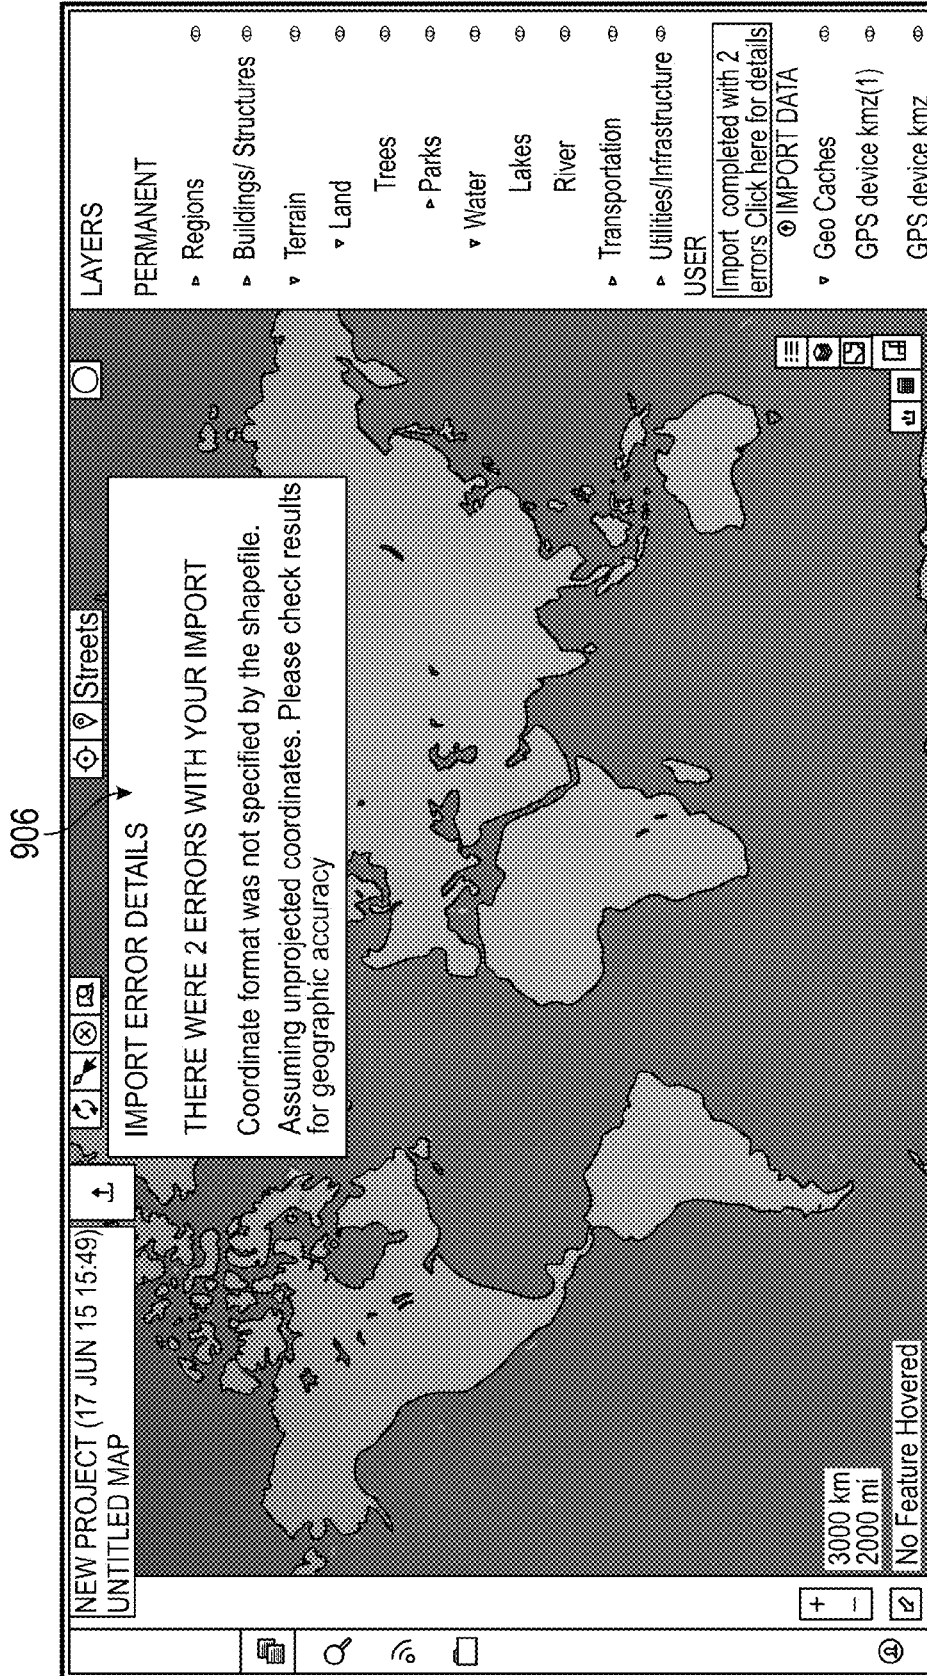 906
NEW PROJECT (17 JUN 15 15:49)
UNTITLED MAP
Streets
IMPORT ERROR DETAILS
THERE WERE 2 ERRORS WITH YOUR IMPORT
Coordinate format was not specified by the shapefile.
Assuming unprojected coordinates. Please check results
for geographic accuracy
3000 km
2000 mi
No Feature Hovered
+
–
LAYERS
PERMANENT
Regions
Buildings/ Structures
Terrain
Land
Trees
Parks
Water
Lakes
River
Transportation
Utilities/Infrastructure
USER
Import completed with 2
errors Click here for details
IMPORT DATA
Geo Caches
GPS device kmz(1)
GPS device kmz